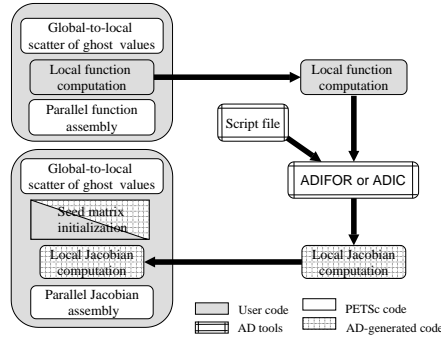 Global-to-local
scatter of ghost values
Local function
computation
Parallel function
assembly
Local function
computation
Script file
Global-to-local
scatter of ghost values
ADIFOR or ADIC
Seed matrix
initialization
Local Jacobian
computation
Local Jacobian
computation
Parallel Jacobian
assembly
User code
PETSc code
AD tools
AD-generated code